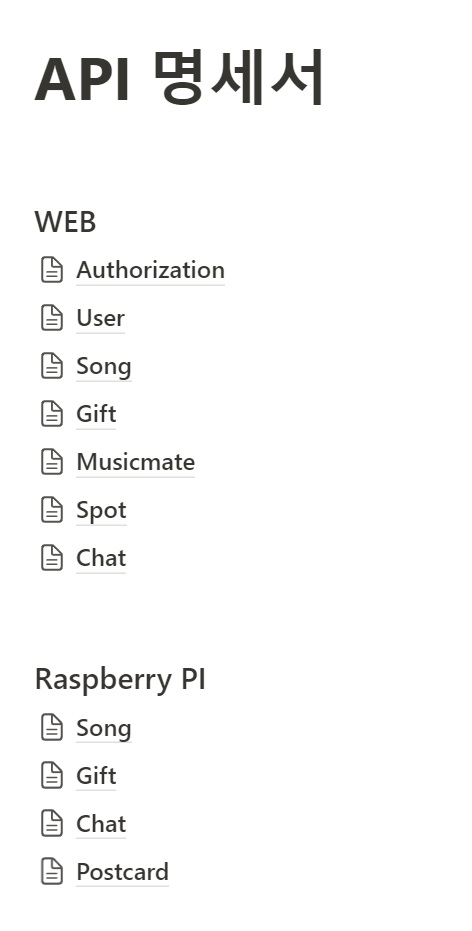 API 명세서
WEB
Authorization
User
Song
Gift
Musicmate
Spot
Chat
Raspberry PI
Song
Gift
Chat
Postcard